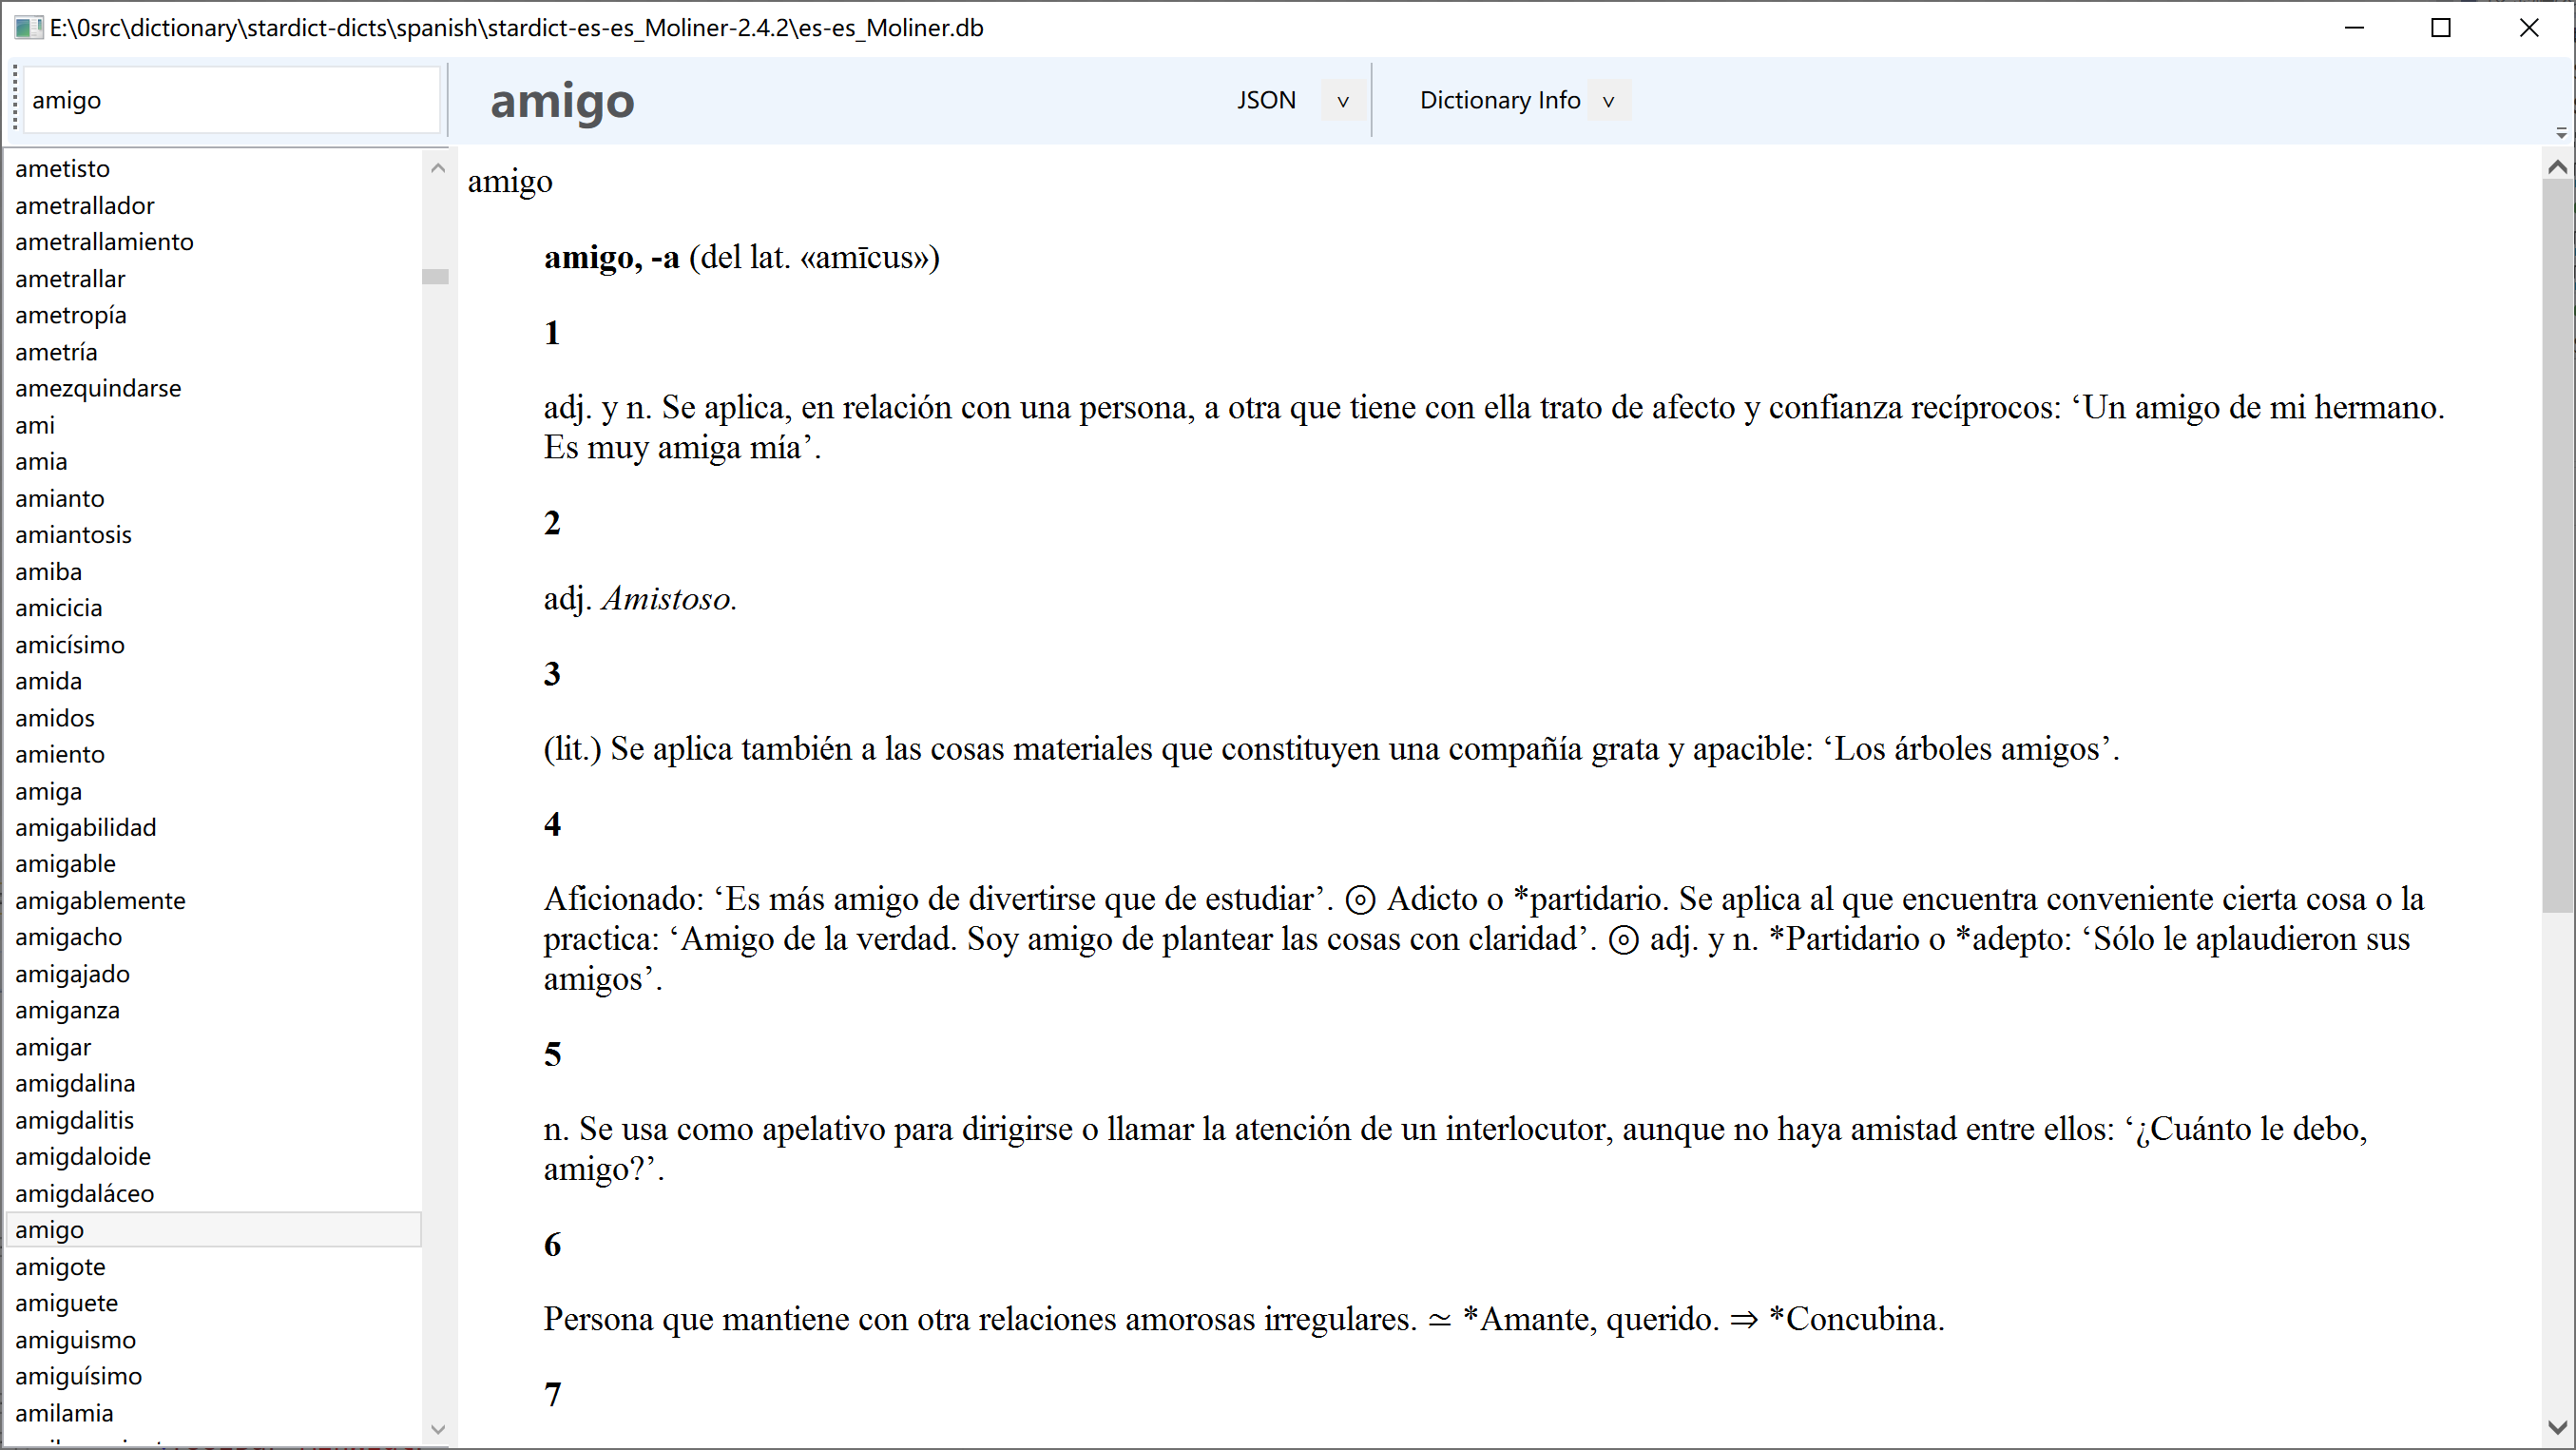 E:\0src\dictionary\stardict-dicts\spanish\stardict-es-es_Moliner-2.4.2\es-es_Moliner.db
amigo
amigo
JSON
Dictionary Info
ametisto
ametrallador
ametrallamiento
ametrallar
ametropía
ametría
amezquindarse
ami
amia
amianto
amiantosis
amiba
amicicia
amicísimo
amida
amidos
amiento
amiga
amigabilidad
amigable
amigablemente
amigacho
amigajado
amiganza
amigar
amigdalina
amigdalitis
amigdaloide
amigdaláceo
amigo
amigote
amiguete
amiguismo
amiguísimo
amilamia
amigo
amigo, -a (del lat. «amīcus»)
1
adj. y n. Se aplica, en relación con una persona, a otra que tiene con ella trato de afecto y confianza recíprocos: ‘Un amigo de mi hermano.
Es muy amiga mía’.
2
adj. Amistoso.
3
(lit.) Se aplica también a las cosas materiales que constituyen una compañía grata y apacible: ‘Los árboles amigos’.
4
Aficionado: ‘Es más amigo de divertirse que de estudiar’. ⊚ Adicto o *partidario. Se aplica al que encuentra conveniente cierta cosa o la
practica: ‘Amigo de la verdad. Soy amigo de plantear las cosas con claridad’. ⊚ adj. y n. *Partidario o *adepto: ‘Sólo le aplaudieron sus
amigos’.
5
n. Se usa como apelativo para dirigirse o llamar la atención de un interlocutor, aunque no haya amistad entre ellos: ‘¿Cuánto le debo,
amigo?’.
6
Persona que mantiene con otra relaciones amorosas irregulares. ≃ *Amante, querido. ⇒ *Concubina.
7